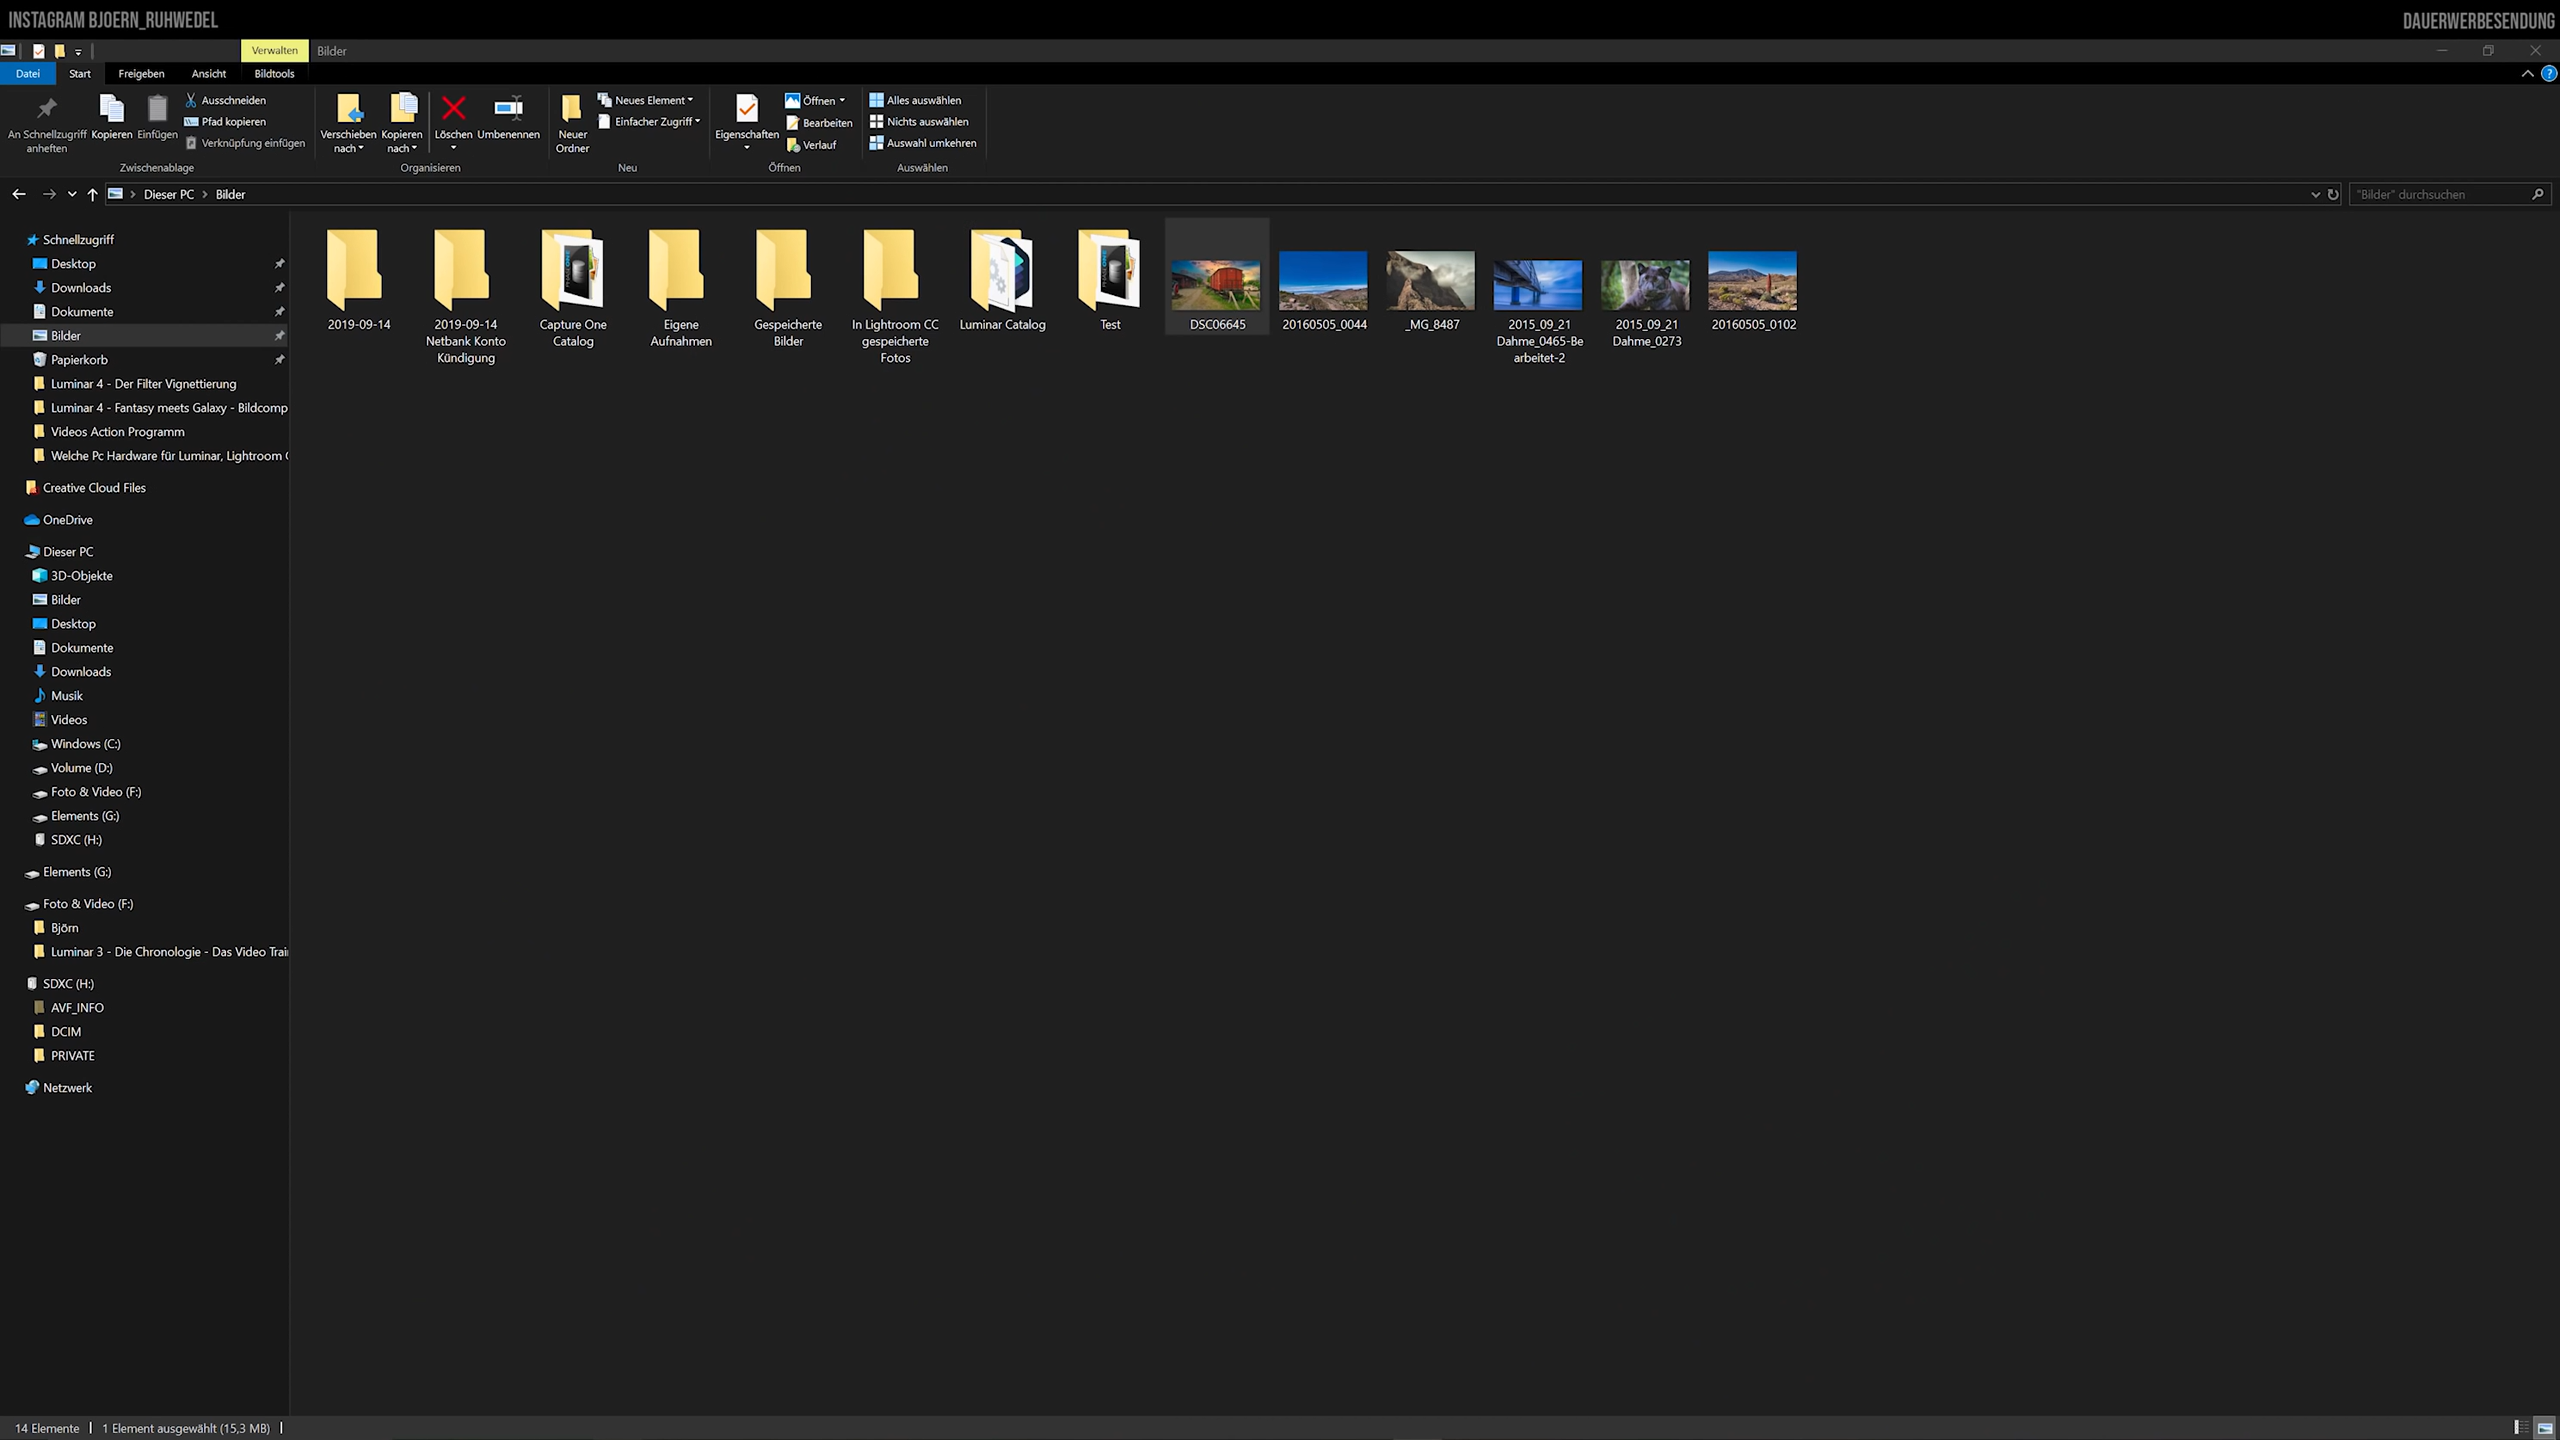 INSTAGRAM BJOERN_RUHWEDEL
DAUERWERBESENDUNG
Verwalten
Bilder
Datei
Start
Freigeben
Ansicht
Bildtools
An Schnellzugriff
anheften
Kopieren
Einfügen
Ausschneiden
Pfad kopieren
Verknüpfung einfügen
Zwischenablage
Verschieben
nach
Kopieren
nach
Löschen
Umbenennen
Organisieren
Neuer
Ordner
Neues Element
Einfacher Zugriff
Neu
Eigenschaften
Öffnen
Bearbeiten
Verlauf
Öffnen
Alles auswählen
Nichts auswählen
Auswahl umkehren
Auswählen
Dieser PC
Bilder
"Bilder" durchsuchen
Schnellzugriff
Desktop
Downloads
Dokumente
Bilder
Papierkorb
Luminar 4 - Der Filter Vignettierung
Luminar 4 - Fantasy meets Galaxy - Bildcomp
Videos Action Programm
Welche Pc Hardware für Luminar, Lightroom
Creative Cloud Files
OneDrive
Dieser PC
3D-Objekte
Bilder
Desktop
Dokumente
Downloads
Musik
Videos
Windows (C:)
Volume (D:)
Foto & Video (F:)
Elements (G:)
SDXC (H:)
Elements (G:)
Foto & Video (F:)
Björn
Luminar 3 - Die Chronologie - Das Video Trai
SDXC (H:)
AVF_INFO
DCIM
PRIVATE
Netzwerk
2019-09-14
2019-09-14
Netbank Konto
Kündigung
Capture One
Catalog
Eigene
Aufnahmen
Gespeicherte
Bilder
In Lightroom CC
gespeicherte
Fotos
Luminar Catalog
Test
DSC06645
20160505_0044
_MG_8487
2015_09_21
Dahme_0465-Be
arbeitet-2
2015_09_21
Dahme_0273
20160505_0102
14 Elemente
1 Element ausgewählt (15,3 MB)